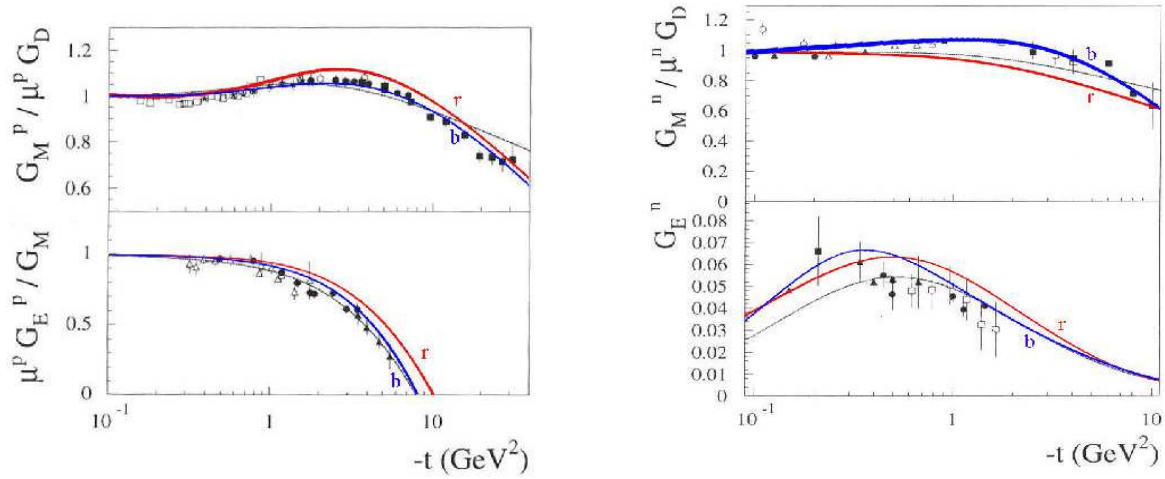 G_M^p / μ^p G_D
1.2
1
0.8
0.6
r
b
μ^p G_E^p / G_M
1
0.5
0
r
b
10^-1
1
10
-t (GeV^2)
G_M^n / μ^n G_D
1.2
1
0.8
0.6
0.4
0.2
0
b
r
G_E^n
0.08
0.07
0.06
0.05
0.04
0.03
0.02
0.01
0
r
b
10^-1
1
10
-t (GeV^2)